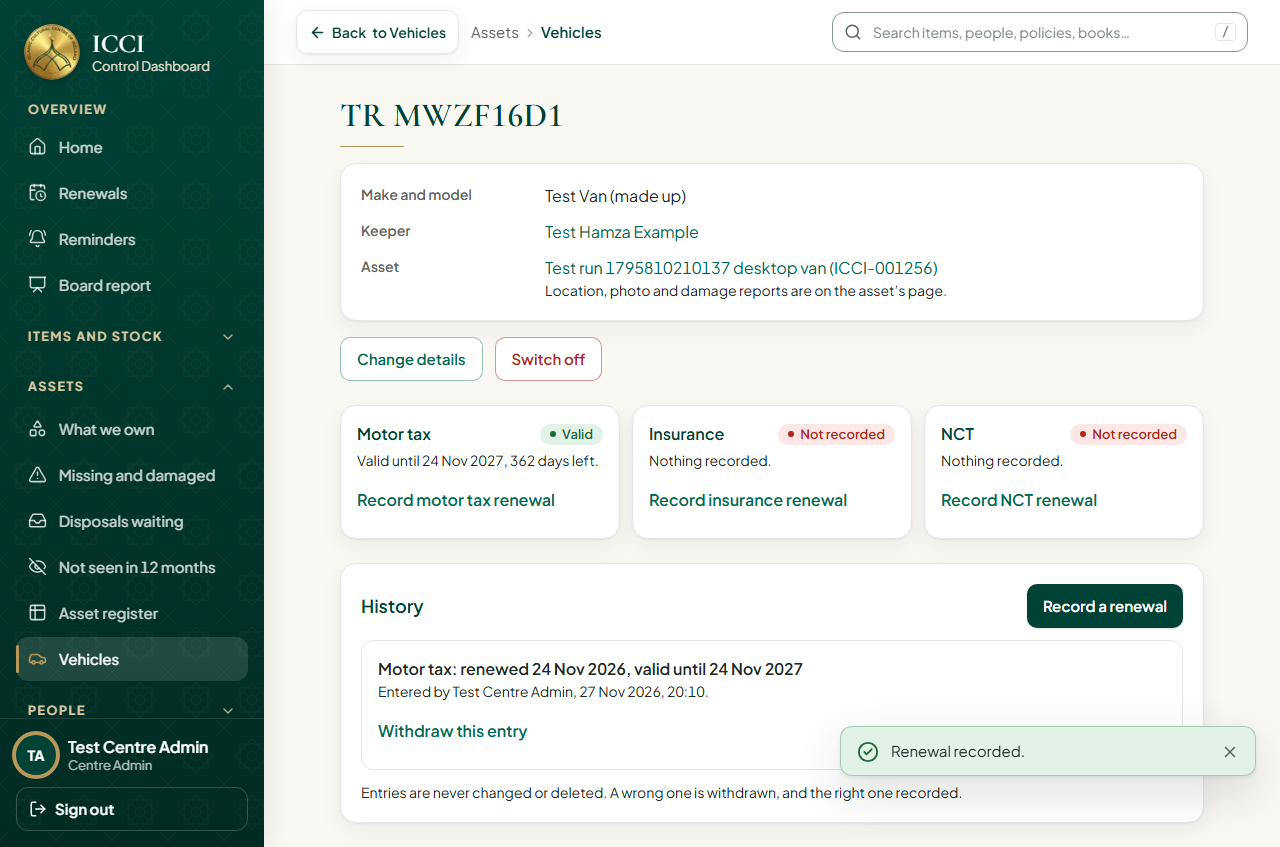 ICCI
Control Dashboard
OVERVIEW
Home
Renewals
Reminders
Board report
ITEMS AND STOCK
ASSETS
What we own
Missing and damaged
Disposals waiting
Not seen in 12 months
Asset register
Vehicles
PEOPLE
TA
Test Centre Admin
Centre Admin
Sign out
Back to Vehicles
Assets
Vehicles
Search items, people, policies, books…
/
TR MWZF16D1
Make and model
Test Van (made up)
Keeper
Test Hamza Example
Asset
Test run 1795810210137 desktop van (ICCI-001256)
Location, photo and damage reports are on the asset’s page.
Change details
Switch off
Motor tax
Valid
Valid until 24 Nov 2027, 362 days left.
Record motor tax renewal
Insurance
Not recorded
Nothing recorded.
Record insurance renewal
NCT
Not recorded
Nothing recorded.
Record NCT renewal
History
Record a renewal
Motor tax: renewed 24 Nov 2026, valid until 24 Nov 2027
Entered by Test Centre Admin, 27 Nov 2026, 20:10.
Withdraw this entry
Renewal recorded.
Entries are never changed or deleted. A wrong one is withdrawn, and the right one recorded.